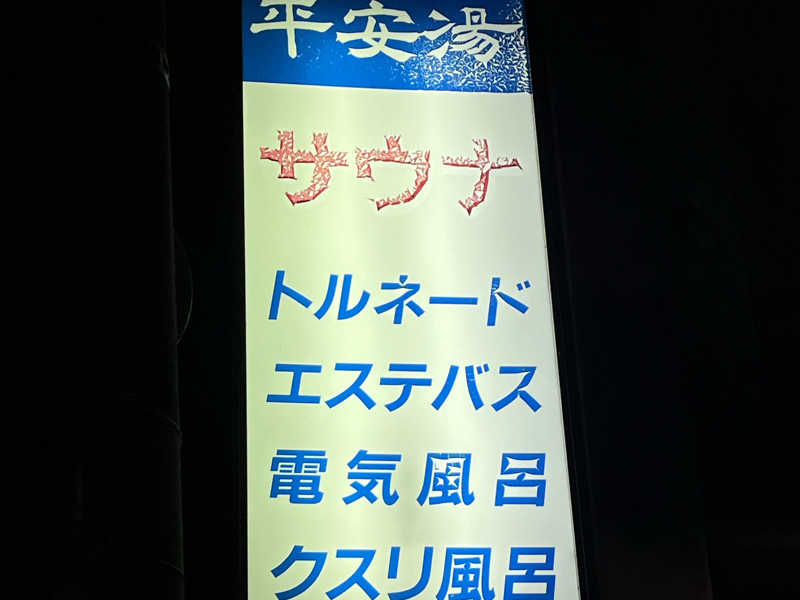 平安湯
サウナ
トルネード
エステバス
電気風呂
クスリ風呂